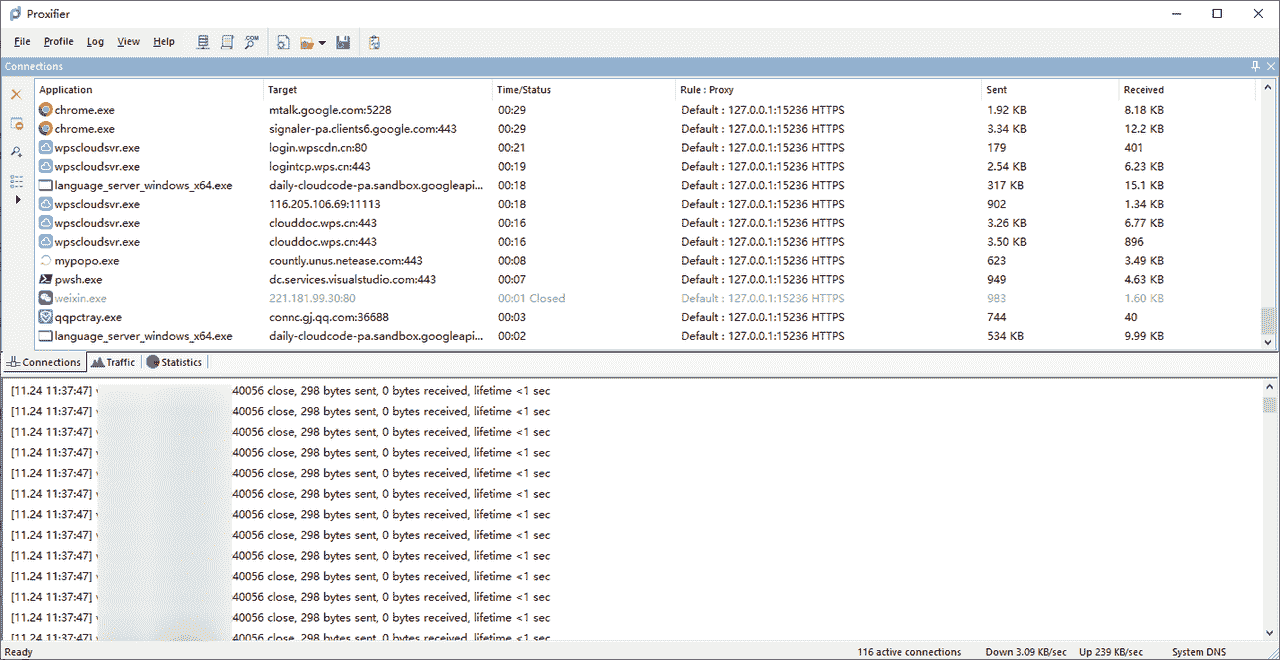 Proxifier
File Profile Log View Help
Connections
Application Target Time/Status Rule : Proxy Sent Received
chrome.exe mtalk.google.com:5228 00:29 Default : 127.0.0.1:15236 HTTPS 1.92 KB 8.18 KB
chrome.exe signaler-pa.clients6.google.com:443 00:29 Default : 127.0.0.1:15236 HTTPS 3.34 KB 12.2 KB
wpscloudsvr.exe login.wpscdn.cn:80 00:21 Default : 127.0.0.1:15236 HTTPS 179 401
wpscloudsvr.exe logintcp.wps.cn:443 00:19 Default : 127.0.0.1:15236 HTTPS 2.54 KB 6.23 KB
language_server_windows_x64.exe daily-cloudcode-pa.sandbox.googleapi... 00:18 Default : 127.0.0.1:15236 HTTPS 317 KB 15.1 KB
wpscloudsvr.exe 116.205.106.69:11113 00:18 Default : 127.0.0.1:15236 HTTPS 902 1.34 KB
wpscloudsvr.exe clouddoc.wps.cn:443 00:16 Default : 127.0.0.1:15236 HTTPS 3.26 KB 6.77 KB
wpscloudsvr.exe clouddoc.wps.cn:443 00:16 Default : 127.0.0.1:15236 HTTPS 3.50 KB 896
mypopo.exe countly.unus.netease.com:443 00:08 Default : 127.0.0.1:15236 HTTPS 623 3.49 KB
pwsh.exe dc.services.visualstudio.com:443 00:07 Default : 127.0.0.1:15236 HTTPS 949 4.63 KB
weixin.exe 221.181.99.30:80 00:01 Closed Default : 127.0.0.1:15236 HTTPS 983 1.60 KB
qqpctray.exe connc.gj.qq.com:36688 00:03 Default : 127.0.0.1:15236 HTTPS 744 40
language_server_windows_x64.exe daily-cloudcode-pa.sandbox.googleapi... 00:02 Default : 127.0.0.1:15236 HTTPS 534 KB 9.99 KB
Connections Traffic Statistics
[11.24 11:37:47] 40056 close, 298 bytes sent, 0 bytes received, lifetime <1 sec
[11.24 11:37:47] 40056 close, 298 bytes sent, 0 bytes received, lifetime <1 sec
[11.24 11:37:47] 40056 close, 298 bytes sent, 0 bytes received, lifetime <1 sec
[11.24 11:37:47] 40056 close, 298 bytes sent, 0 bytes received, lifetime <1 sec
[11.24 11:37:47] 40056 close, 298 bytes sent, 0 bytes received, lifetime <1 sec
[11.24 11:37:47] 40056 close, 298 bytes sent, 0 bytes received, lifetime <1 sec
[11.24 11:37:47] 40056 close, 298 bytes sent, 0 bytes received, lifetime <1 sec
[11.24 11:37:47] 40056 close, 298 bytes sent, 0 bytes received, lifetime <1 sec
[11.24 11:37:47] 40056 close, 298 bytes sent, 0 bytes received, lifetime <1 sec
[11.24 11:37:47] 40056 close, 298 bytes sent, 0 bytes received, lifetime <1 sec
[11.24 11:37:47] 40056 close, 298 bytes sent, 0 bytes received, lifetime <1 sec
[11.24 11:37:47] 40056 close, 298 bytes sent, 0 bytes received, lifetime <1 sec
[11.24 11:37:47] 40056 close, 298 bytes sent, 0 bytes received, lifetime <1 sec
Ready 116 active connections Down 3.09 KB/sec Up 239 KB/sec System DNS